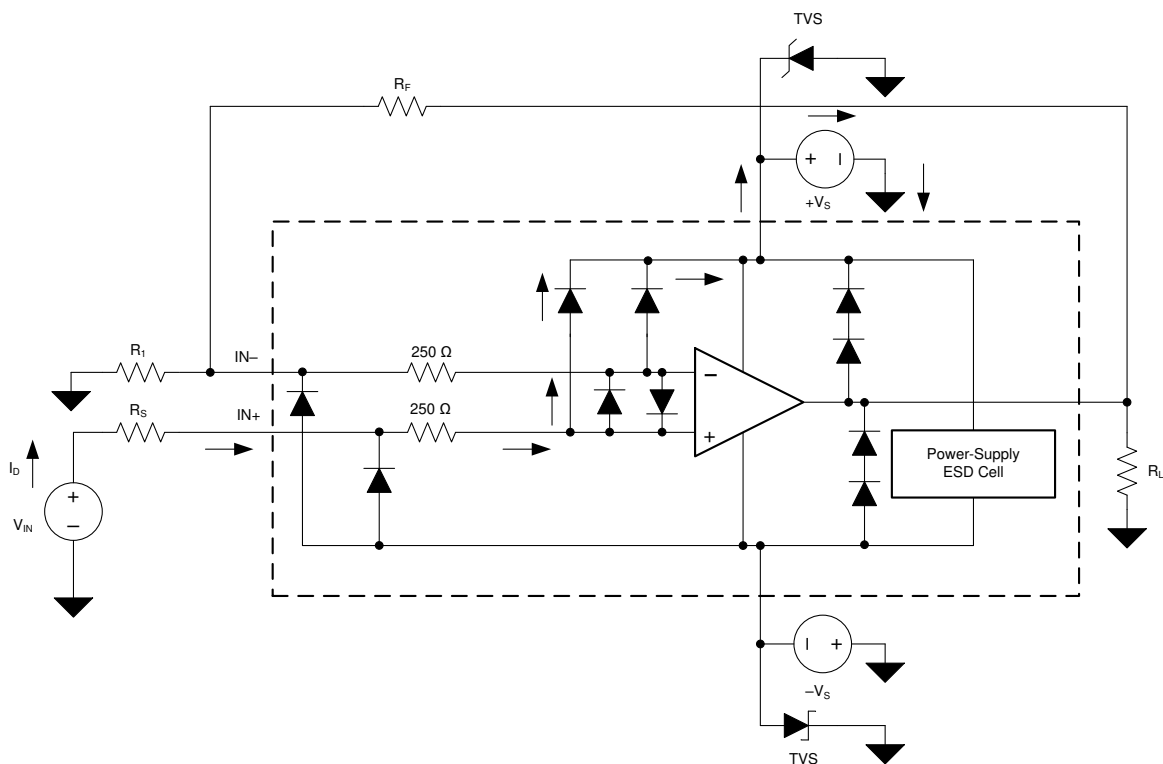 TVS
RF
+ –
+VS
R1
IN–
250 Ω
–
RS
IN+
250 Ω
+
ID
+
–
VIN
Power-Supply
ESD Cell
RL
– +
–VS
TVS